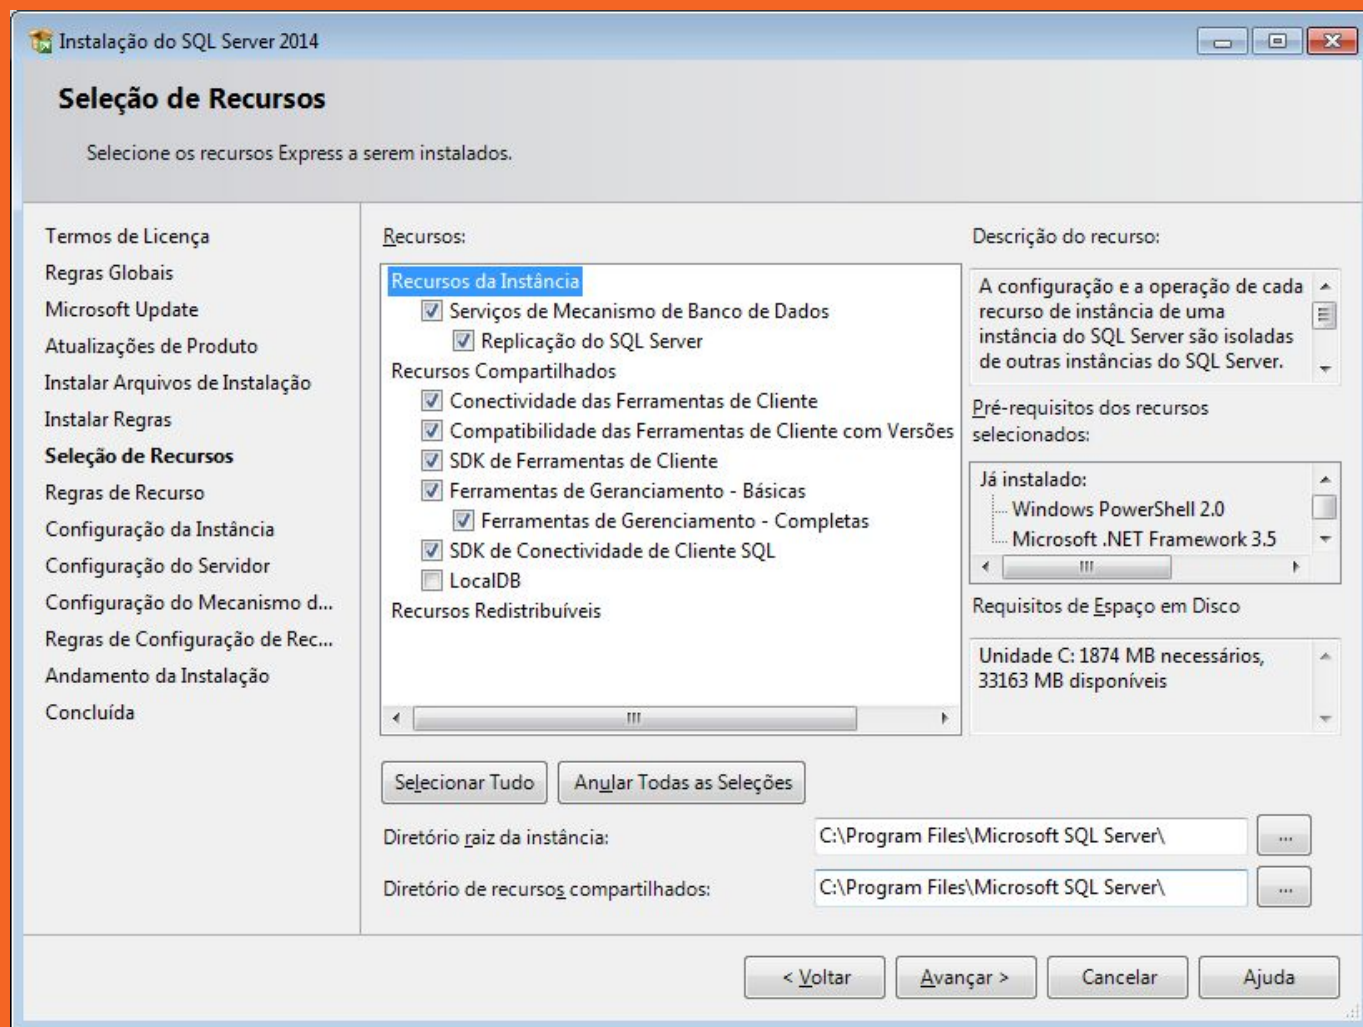 Instalação do SQL Server 2014
Seleção de Recursos
Selecione os recursos Express a serem instalados.
Termos de Licença
Regras Globais
Microsoft Update
Atualizações de Produto
Instalar Arquivos de Instalação
Instalar Regras
Seleção de Recursos
Regras de Recurso
Configuração da Instância
Configuração do Servidor
Configuração do Mecanismo d...
Regras de Configuração de Rec...
Andamento da Instalação
Concluída
Recursos:
Recursos da Instância
Serviços de Mecanismo de Banco de Dados
Replicação do SQL Server
Recursos Compartilhados
Conectividade das Ferramentas de Cliente
Compatibilidade das Ferramentas de Cliente com Versões
SDK de Ferramentas de Cliente
Ferramentas de Geranciamento - Básicas
Ferramentas de Gerenciamento - Completas
SDK de Conectividade de Cliente SQL
LocalDB
Recursos Redistribuíveis
Descrição do recurso:
A configuração e a operação de cada
recurso de instância de uma
instância do SQL Server são isoladas
de outras instâncias do SQL Server.
Pré-requisitos dos recursos
selecionados:
Já instalado:
Windows PowerShell 2.0
Microsoft .NET Framework 3.5
Requisitos de Espaço em Disco
Unidade C: 1874 MB necessários,
33163 MB disponíveis
Selecionar Tudo
Anular Todas as Seleções
Diretório raiz da instância:
C:\Program Files\Microsoft SQL Server\
...
Diretório de recursos compartilhados:
C:\Program Files\Microsoft SQL Server\
...
< Voltar
Avançar >
Cancelar
Ajuda